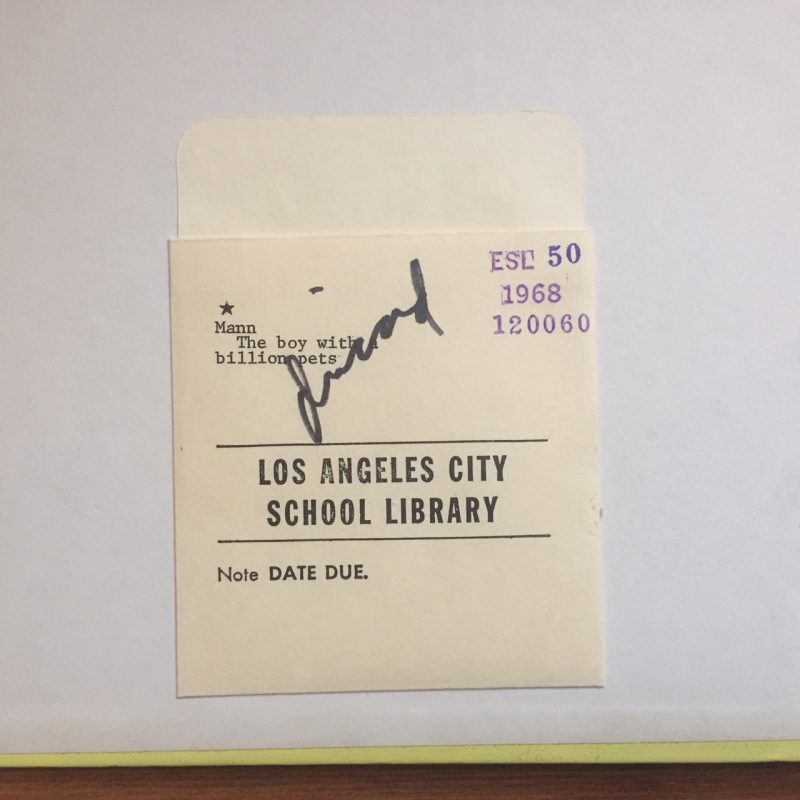 ESL 50
1968
120060
★
Mann
The boy with a
billion pets
LOS ANGELES CITY
SCHOOL LIBRARY
Note DATE DUE.